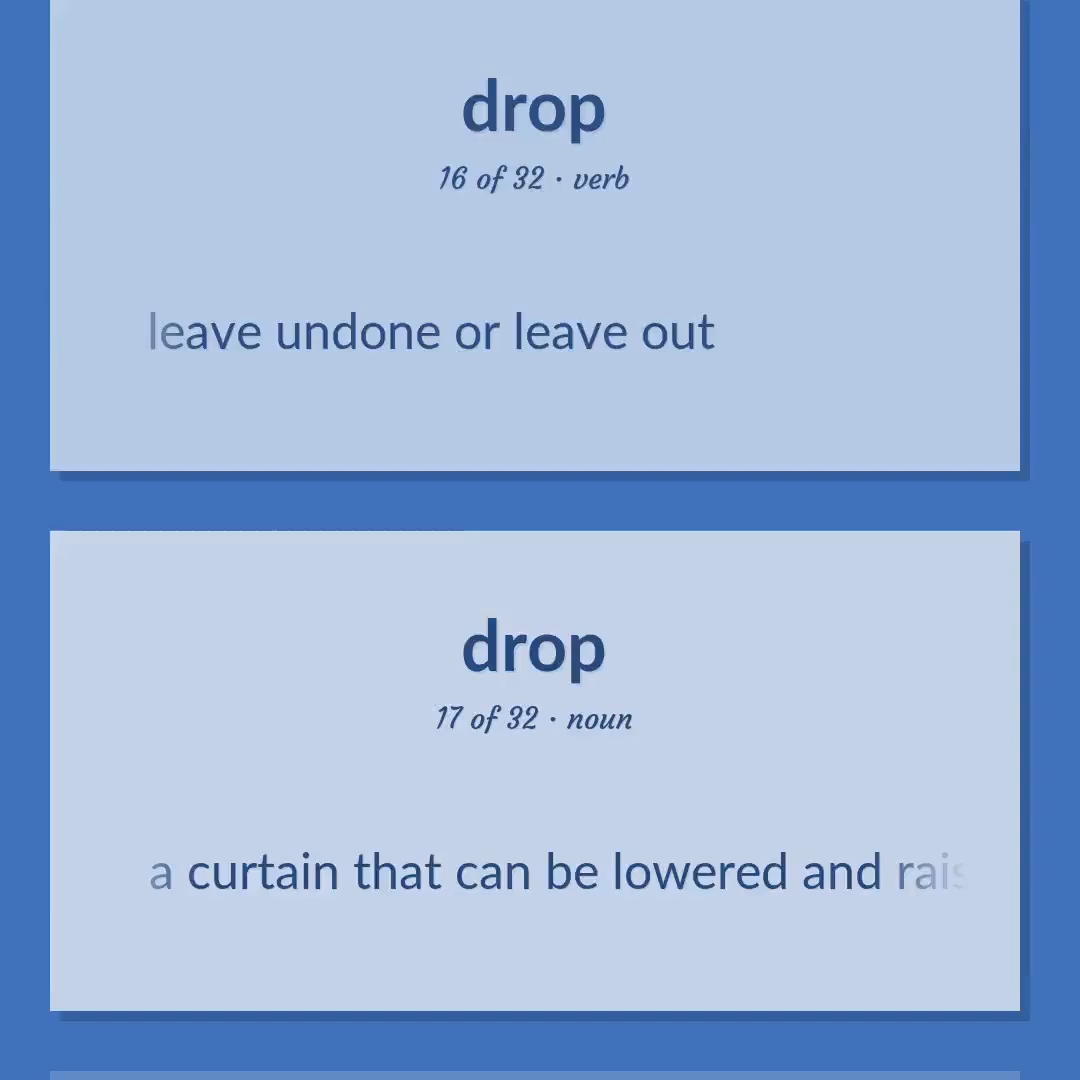 drop
16 of 32 · verb
leave undone or leave out
drop
17 of 32 · noun
a curtain that can be lowered and